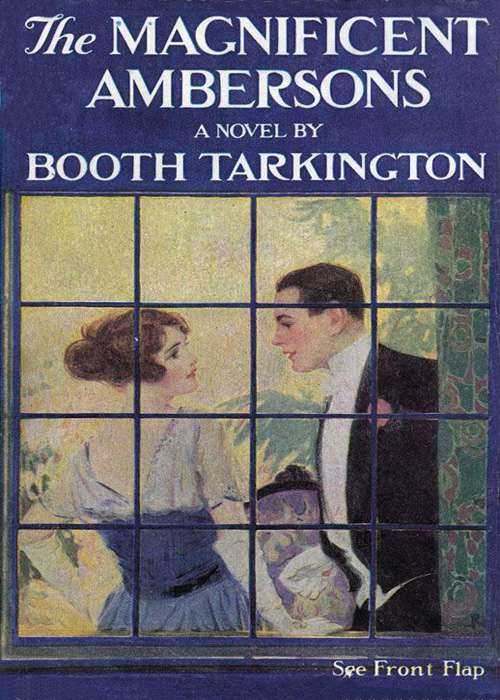 The MAGNIFICENT
AMBERSONS
A NOVEL BY
BOOTH TARKINGTON
See Front Flap